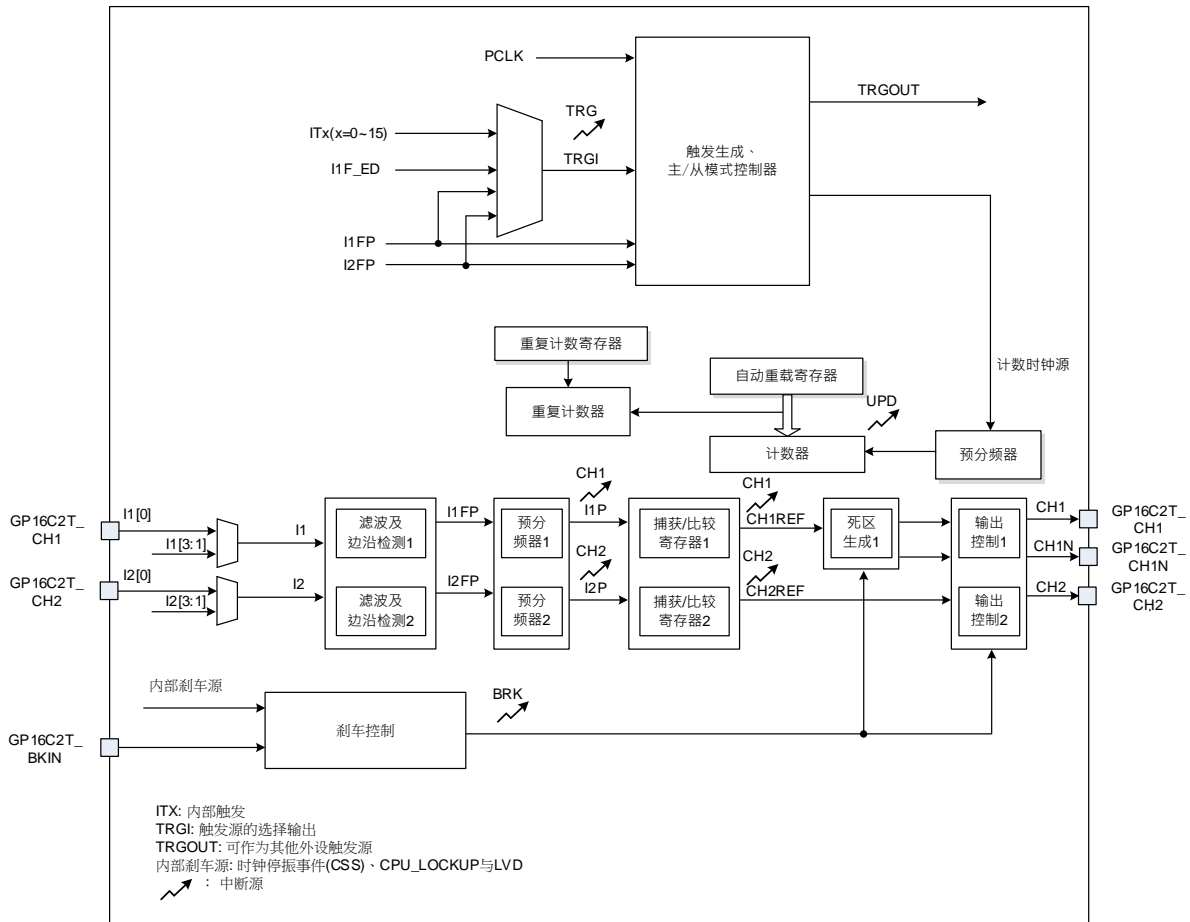 PCLK
TRGOUT
TRG
ITx(x=0~15)
TRGI
触发生成、
主/从模式控制器
I1F_ED
I1FP
I2FP
重复计数寄存器
自动重载寄存器
计数时钟源
重复计数器
UPD
计数器
预分频器
GP16C2T_
CH1
I1[0]
I1[3:1]
I1
滤波及
边沿检测1
I1FP
预分
频器1
CH1
I1P
捕获/比较
寄存器1
CH1
CH1REF
死区
生成1
输出
控制1
CH1
GP16C2T_
CH1
CH1N
GP16C2T_
CH1N
GP16C2T_
CH2
I2[0]
I2[3:1]
I2
滤波及
边沿检测2
I2FP
预分
频器2
CH2
I2P
捕获/比较
寄存器2
CH2
CH2REF
输出
控制2
CH2
GP16C2T_
CH2
内部刹车源
BRK
刹车控制
GP16C2T_
BKIN
ITX: 内部触发
TRGI: 触发源的选择输出
TRGOUT: 可作为其他外设触发源
内部刹车源: 时钟停振事件(CSS)、CPU_LOCKUP与LVD
： 中断源